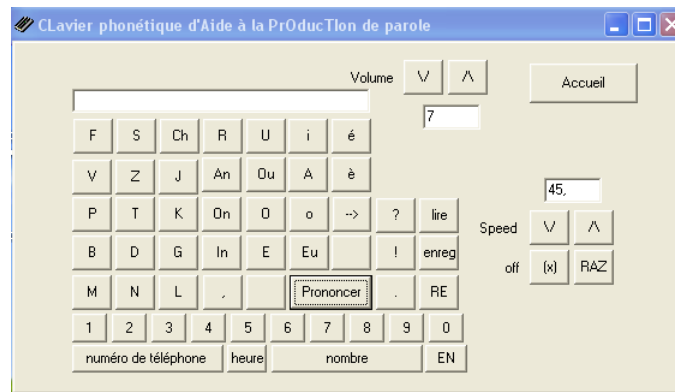 CLavier phonétique d'Aide à la PrOducTIon de parole
Volume \/ /\ Accueil
7
F S Ch R U i é
V Z J An Ou A è
45,
P T K On O o --> ? lire
Speed \/ /\
B D G In E Eu ! enreg
off (x) RAZ
M N L , Prononcer . RE
1 2 3 4 5 6 7 8 9 0
numéro de téléphone heure nombre EN